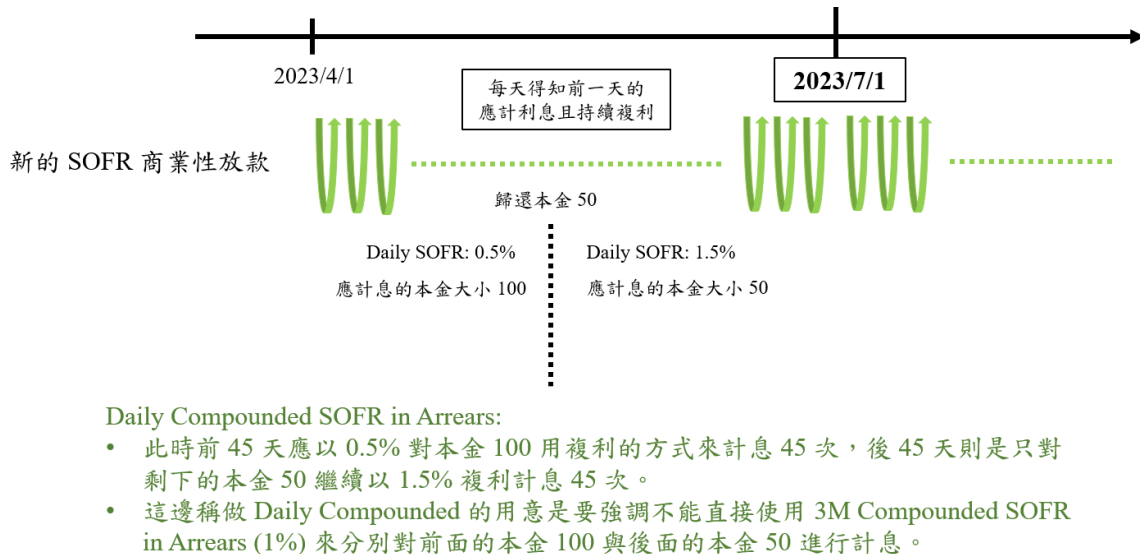 2023/4/1
2023/7/1
每天得知前一天的
應計利息且持續複利
新的 SOFR 商業性放款
歸還本金 50
Daily SOFR: 0.5%
Daily SOFR: 1.5%
應計息的本金大小 100
應計息的本金大小 50
Daily Compounded SOFR in Arrears:
• 此時前 45 天應以 0.5% 對本金 100 用複利的方式來計息 45 次，後 45 天則是只對
剩下的本金 50 繼續以 1.5% 複利計息 45 次。
• 這邊稱做 Daily Compounded 的用意是要強調不能直接使用 3M Compounded SOFR
in Arrears (1%) 來分別對前面的本金 100 與後面的本金 50 進行計息。